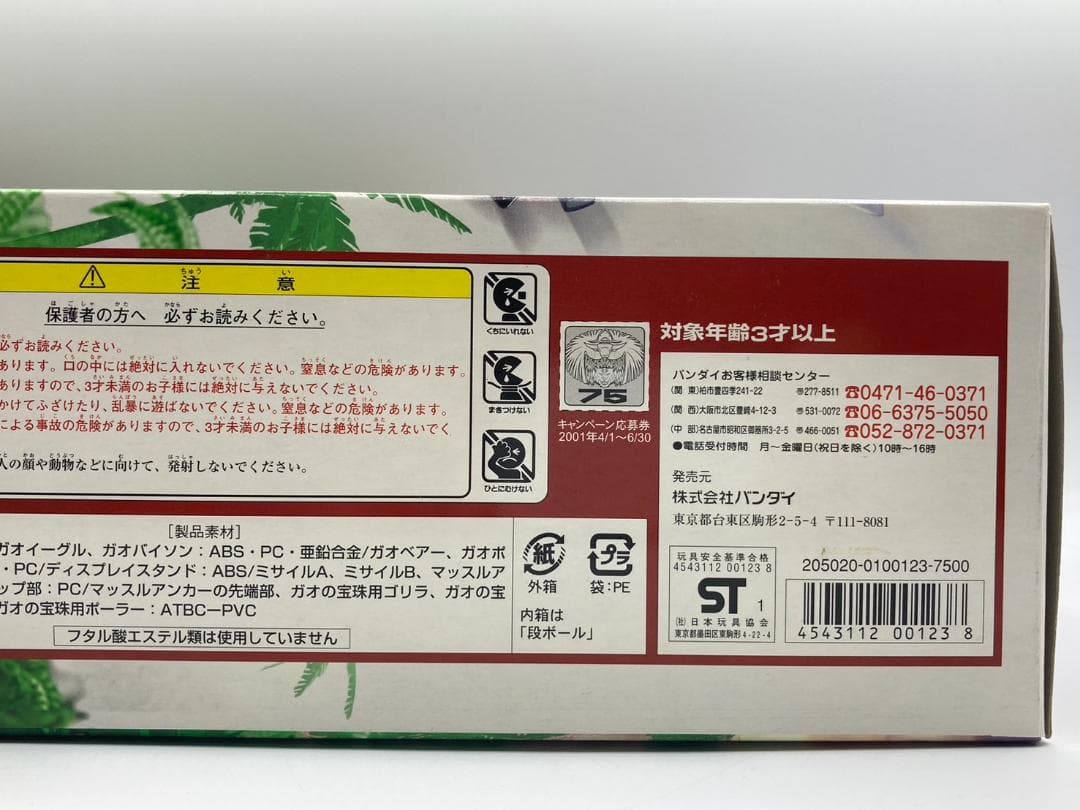 注意
保護者の方へ 必ずお読みください。
必ずお読みください。
あります。口の中には絶対に入れないでください。窒息などの危険があります。
ありますので、3才未満のお子様には絶対に与えないでください。
かけてふざけたり、乱暴に遊ばないでください。窒息などの危険があります。
による事故の危険がありますので、3才未満のお子様には絶対に与えないでく
人の顔や動物などに向けて、発射しないでください。
くちにいれない
まきつけない
ひとにむけない
75
キャンペーン応募券
2001年4/1〜6/30
対象年齢3才以上
バンダイお客様相談センター
(関 東)柏市豊四季241-22 〒277-8511 ☎0471-46-0371
(関 西)大阪市北区豊崎4-12-3 〒531-0072 ☎06-6375-5050
(中 部)名古屋市昭和区御器所3-2-5 〒466-0051 ☎052-872-0371
●電話受付時間 月〜金曜日(祝日を除く)10時〜16時
発売元
株式会社バンダイ
東京都台東区駒形2-5-4 〒111-8081
[製品素材]
ガオイーグル、ガオバイソン:ABS・PC・亜鉛合金/ガオベアー、ガオポ
・PC/ディスプレイスタンド:ABS/ミサイルA、ミサイルB、マッスルア
ップ部:PC/マッスルアンカーの先端部、ガオの宝珠用ゴリラ、ガオの宝
ガオの宝珠用ポーラー:ATBC-PVC
フタル酸エステル類は使用していません
紙
外箱
プラ
袋:PE
内箱は
「段ボール」
玩具安全基準合格
4543112 00123 8
ST 1
(社)日本玩具協会
東京都墨田区東駒形4-22-4
205020-0100123-7500
4543112 001238